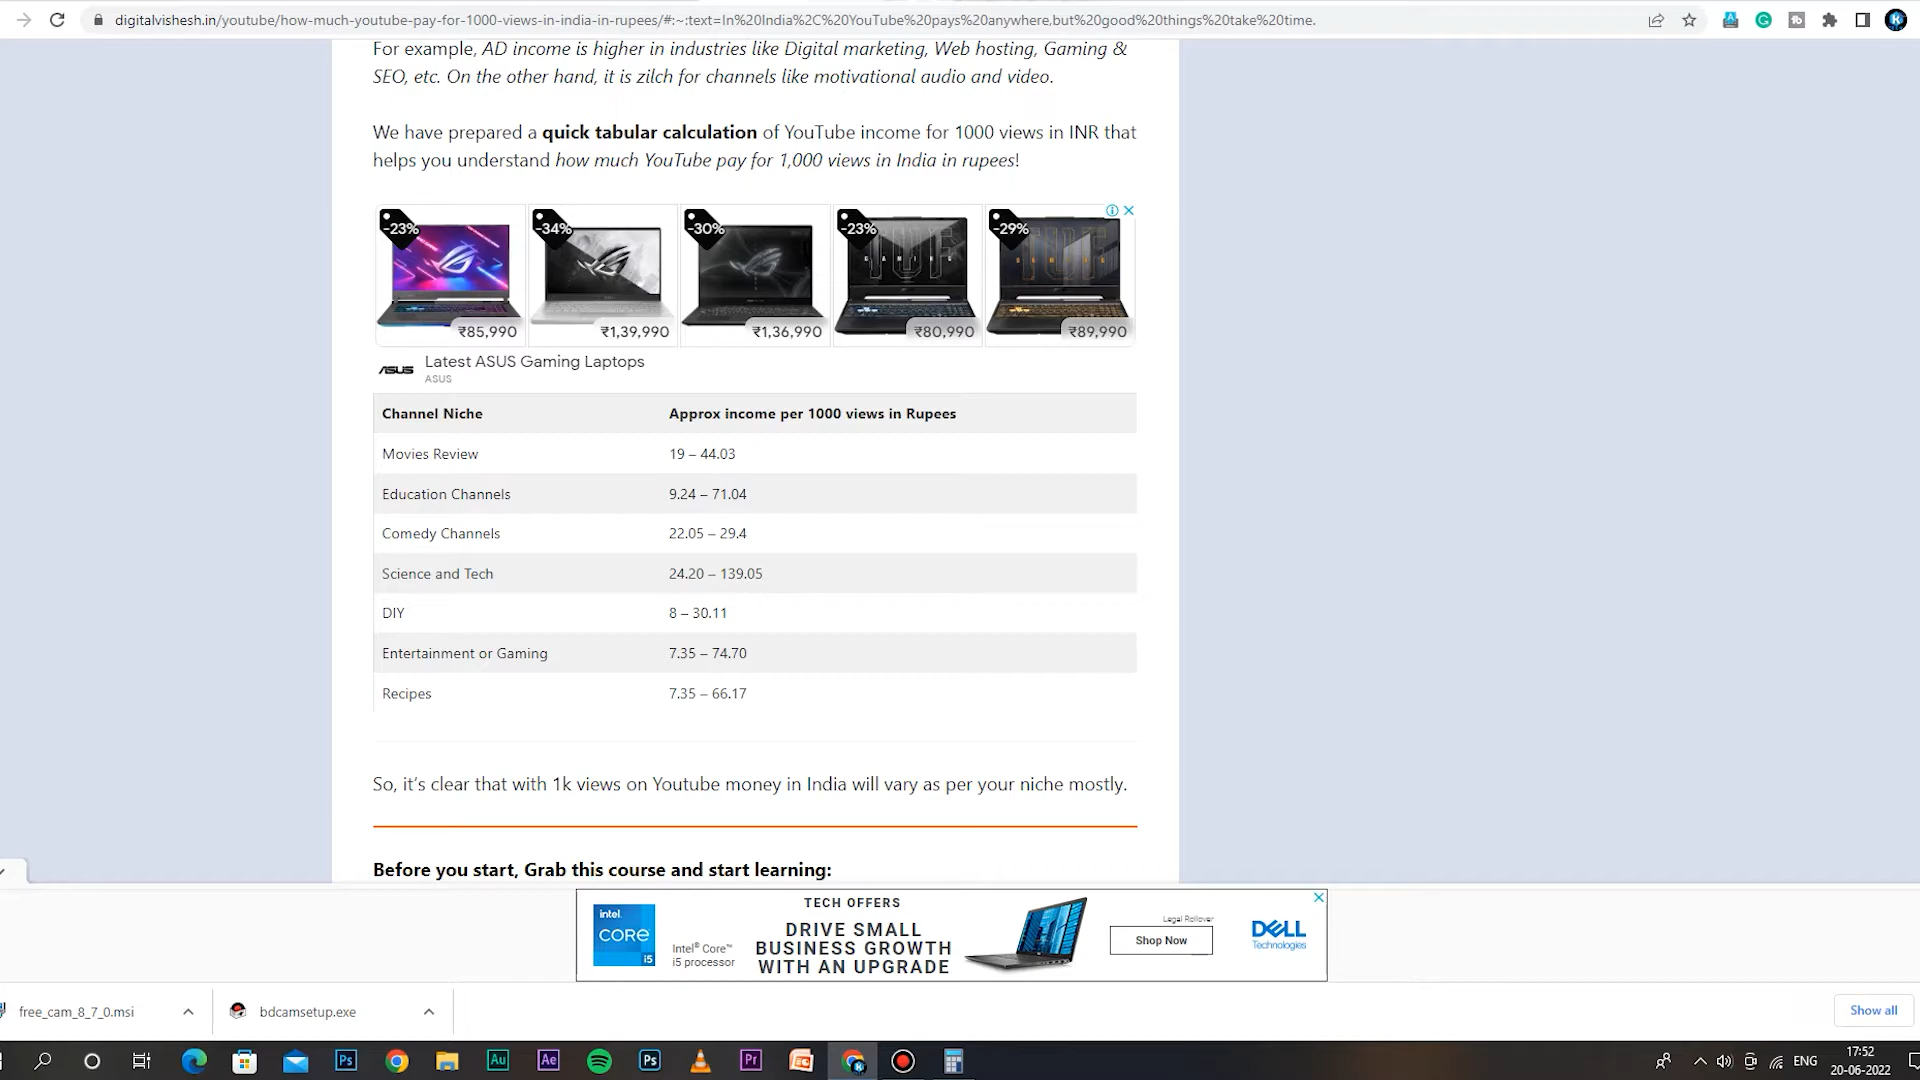 digitalvishesh.in/youtube/how-much-youtube-pay-for-1000-views-in-india-in-rupees/#:~:text=In%20India%2C%20YouTube%20pays%20anywhere,but%20good%20things%20take%20time.
For example, AD income is higher in industries like Digital marketing, Web hosting, Gaming &
SEO, etc. On the other hand, it is zilch for channels like motivational audio and video.
We have prepared a quick tabular calculation of YouTube income for 1000 views in INR that
helps you understand how much YouTube pay for 1,000 views in India in rupees!
-23% -34% -30% -23% -29%
GAMING GAMING
₹85,990 ₹1,39,990 ₹1,36,990 ₹80,990 ₹89,990
ASUS Latest ASUS Gaming Laptops
ASUS
Channel Niche Approx income per 1000 views in Rupees
Movies Review 19 – 44.03
Education Channels 9.24 – 71.04
Comedy Channels 22.05 – 29.4
Science and Tech 24.20 – 139.05
DIY 8 – 30.11
Entertainment or Gaming 7.35 – 74.70
Recipes 7.35 – 66.17
So, it's clear that with 1k views on Youtube money in India will vary as per your niche mostly.
Before you start, Grab this course and start learning:
intel CORE i5
Intel® Core™
i5 processor
TECH OFFERS
DRIVE SMALL
BUSINESS GROWTH
WITH AN UPGRADE
Legal Rollover
Shop Now
DELL
Technologies
free_cam_8_7_0.msi bdcamsetup.exe Show all
Ps Au Ae Ps Pr ENG 17:52
20-06-2022